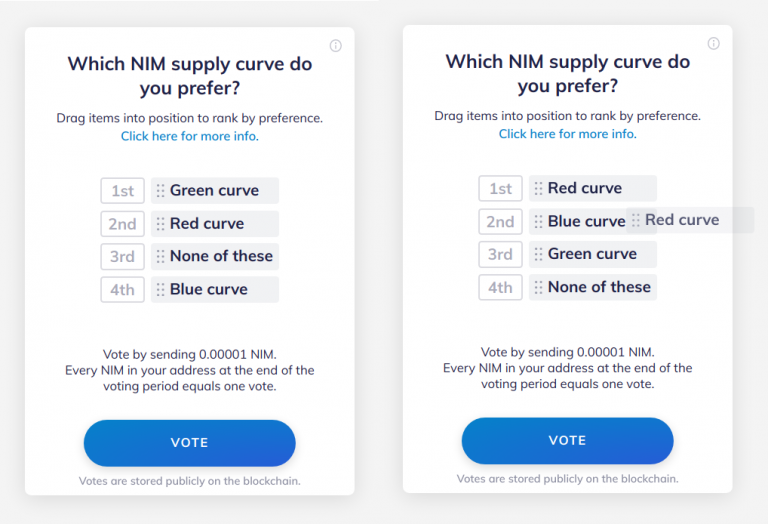 Which NIM supply curve do
you prefer?
Drag items into position to rank by preference.
Click here for more info.
1st Green curve
2nd Red curve
3rd None of these
4th Blue curve
Vote by sending 0.00001 NIM.
Every NIM in your address at the end of the
voting period equals one vote.
VOTE
Votes are stored publicly on the blockchain.
Which NIM supply curve do
you prefer?
Drag items into position to rank by preference.
Click here for more info.
1st Red curve
2nd Blue curve Red curve
3rd Green curve
4th None of these
Vote by sending 0.00001 NIM.
Every NIM in your address at the end of the
voting period equals one vote.
VOTE
Votes are stored publicly on the blockchain.